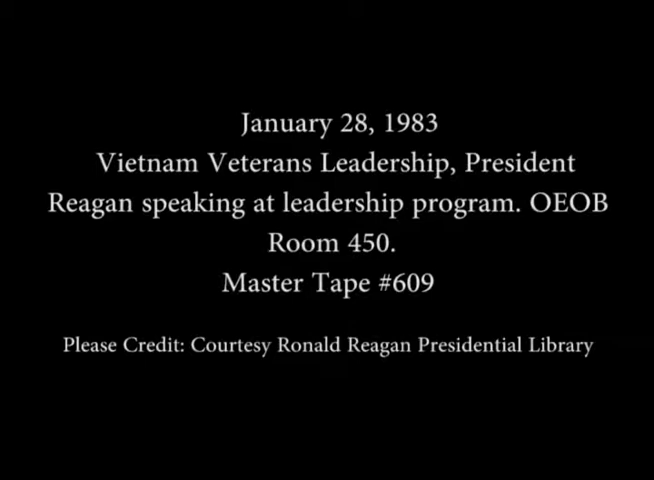 January 28, 1983
Vietnam Veterans Leadership, President
Reagan speaking at leadership program. OEOB
Room 450.
Master Tape #609
Please Credit: Courtesy Ronald Reagan Presidential Library